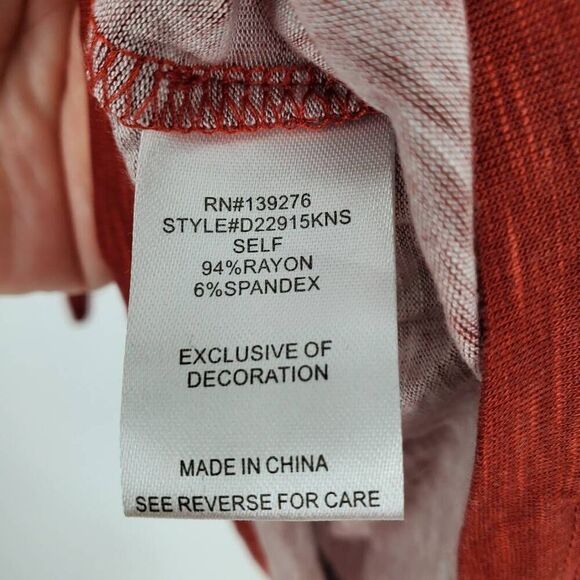 RN#139276
STYLE#D22915KNS
SELF
94%RAYON
6%SPANDEX
EXCLUSIVE OF
DECORATION
MADE IN CHINA
SEE REVERSE FOR CARE